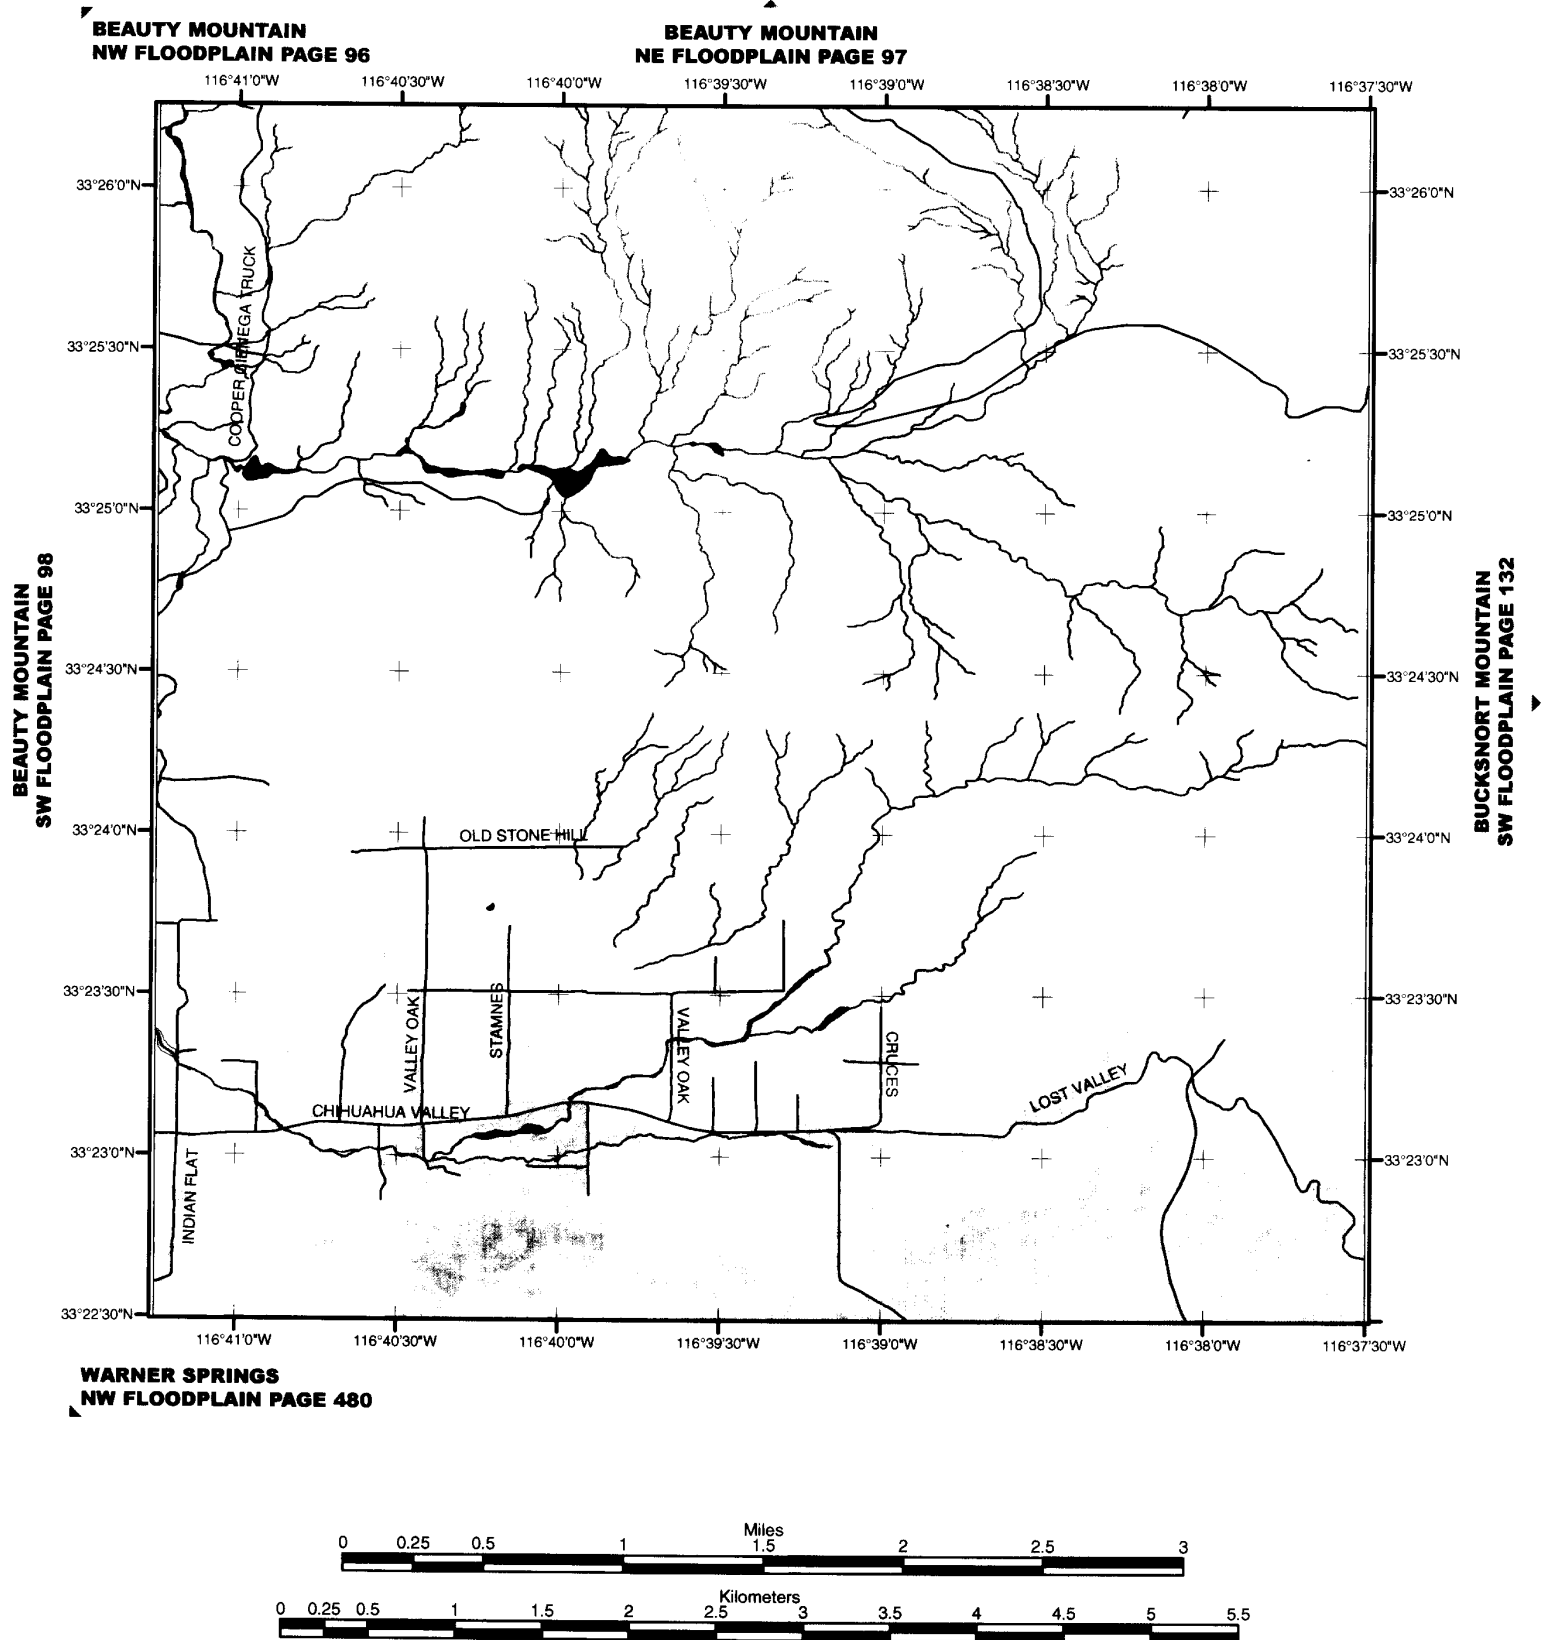 BEAUTY MOUNTAIN
NW FLOODPLAIN PAGE 96
BEAUTY MOUNTAIN
NE FLOODPLAIN PAGE 97
116°41'0"W
116°40'30"W
116°40'0"W
116°39'30"W
116°39'0"W
116°38'30"W
116°38'0"W
116°37'30"W
33°26'0"N
33°26'0"N
COOPER CIENEGA TRUCK
33°25'30"N
33°25'30"N
33°25'0"N
33°25'0"N
BEAUTY MOUNTAIN
SW FLOODPLAIN PAGE 98
BUCKSNORT MOUNTAIN
SW FLOODPLAIN PAGE 132
33°24'30"N
33°24'30"N
33°24'0"N
OLD STONE HILL
33°24'0"N
33°23'30"N
33°23'30"N
VALLEY OAK
STAMNES
VALLEY OAK
CRUCES
LOST VALLEY
CHIHUAHUA VALLEY
33°23'0"N
33°23'0"N
INDIAN FLAT
33°22'30"N
116°41'0"W
116°40'30"W
116°40'0"W
116°39'30"W
116°39'0"W
116°38'30"W
116°38'0"W
116°37'30"W
WARNER SPRINGS
NW FLOODPLAIN PAGE 480
Miles
0 0.25 0.5 1 1.5 2 2.5 3
Kilometers
0 0.25 0.5 1 1.5 2 2.5 3 3.5 4 4.5 5 5.5